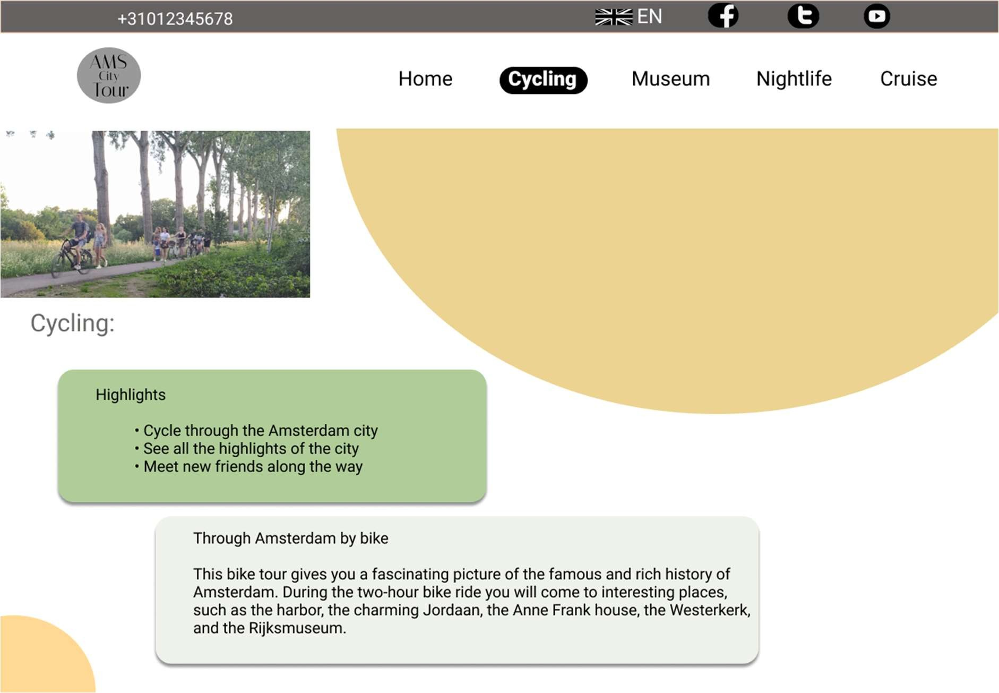 +31012345678
EN
AMS
City
Tour
Home
Cycling
Museum
Nightlife
Cruise
Cycling:
Highlights
• Cycle through the Amsterdam city
• See all the highlights of the city
• Meet new friends along the way
Through Amsterdam by bike
This bike tour gives you a fascinating picture of the famous and rich history of
Amsterdam. During the two-hour bike ride you will come to interesting places,
such as the harbor, the charming Jordaan, the Anne Frank house, the Westerkerk,
and the Rijksmuseum.